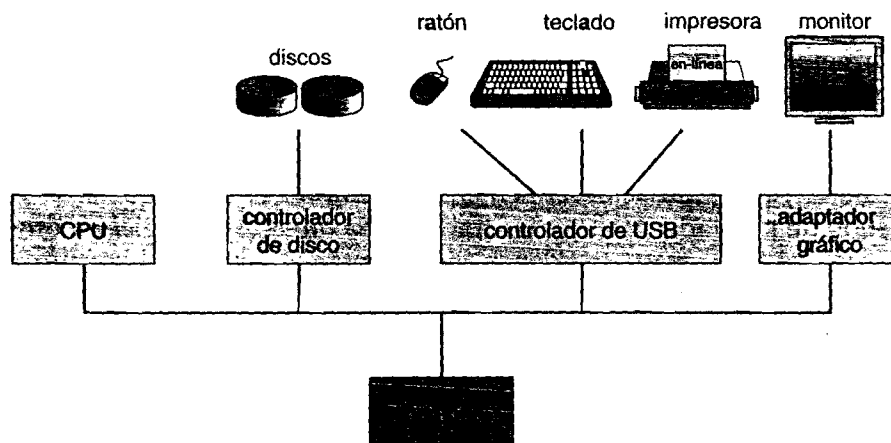 ratón
teclado
impresora
monitor
discos
en-línea
CPU
controlador
de disco
controlador de USB
adaptador
gráfico